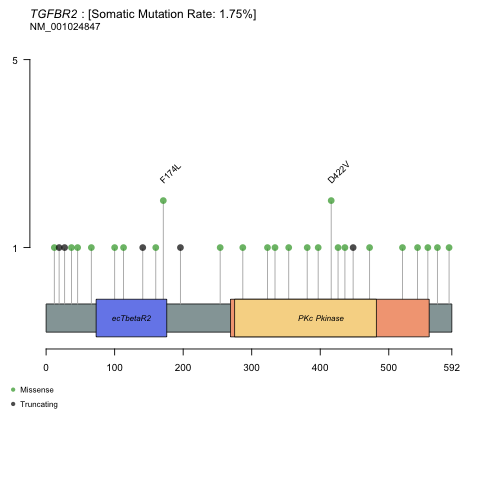 TGFBR2 : [Somatic Mutation Rate: 1.75%]
NM_001024847
5
1
F174L
D422V
ecTbetaR2
PKc Pkinase
0 100 200 300 400 500 592
Missense
Truncating